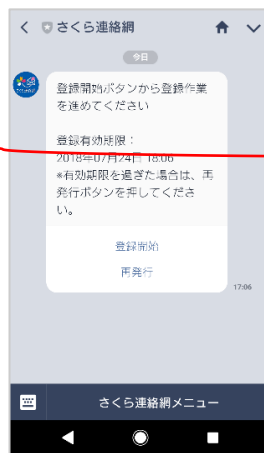 さくら連絡網
今日
登録開始ボタンから登録作業
を進めてください
登録有効期限：
2018年07月24日 18:06
*有効期限を過ぎた場合は、再
発行ボタンを押してくださ
い。
登録開始
再発行
17:06
さくら連絡網メニュー